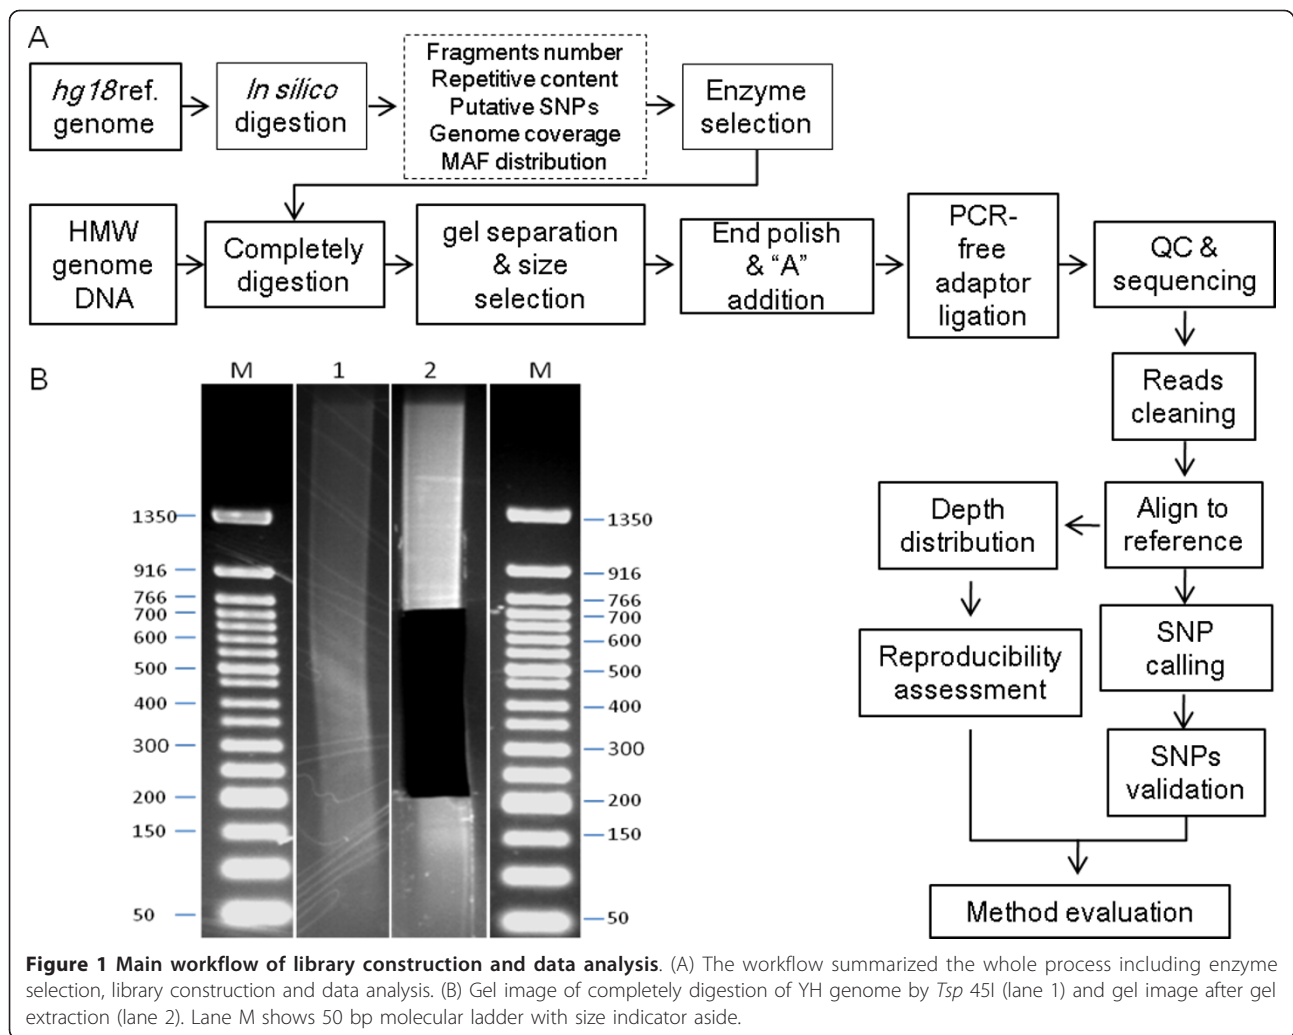 A
hg18 ref.
genome
In silico
digestion
Fragments number
Repetitive content
Putative SNPs
Genome coverage
MAF distribution
Enzyme
selection
HMW
genome
DNA
Completely
digestion
gel separation
& size
selection
End polish
& “A”
addition
PCR-
free
adaptor
ligation
QC &
sequencing
Reads
cleaning
Align to
reference
Depth
distribution
SNP
calling
Reproducibility
assessment
SNPs
validation
Method evaluation
B
M 1 2 M
1350
916
766
700
600
500
400
300
200
150
50
1350
916
766
700
600
500
400
300
200
150
50
Figure 1 Main workflow of library construction and data analysis. (A) The workflow summarized the whole process including enzyme
selection, library construction and data analysis. (B) Gel image of completely digestion of YH genome by Tsp 45I (lane 1) and gel image after gel
extraction (lane 2). Lane M shows 50 bp molecular ladder with size indicator aside.